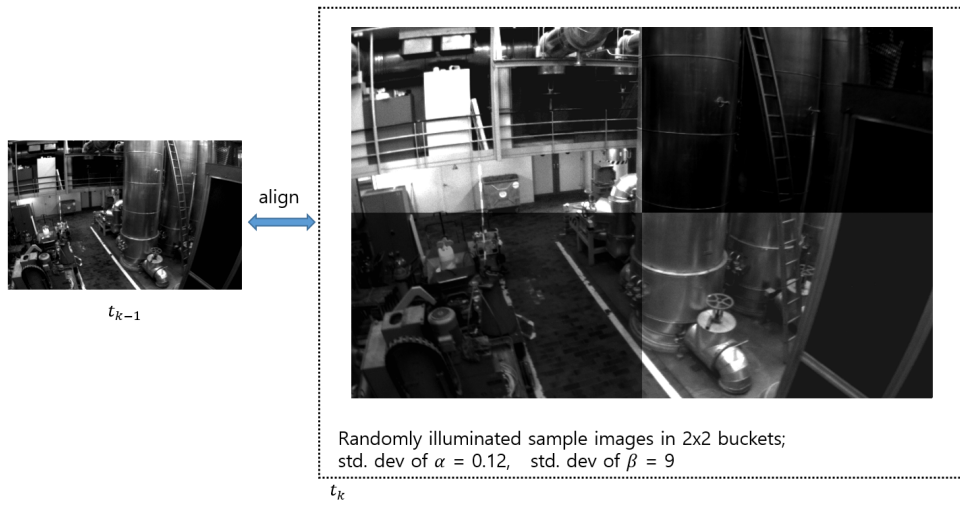 align
t_{k−1}
Randomly illuminated sample images in 2x2 buckets;
std. dev of α = 0.12, std. dev of β = 9
t_k